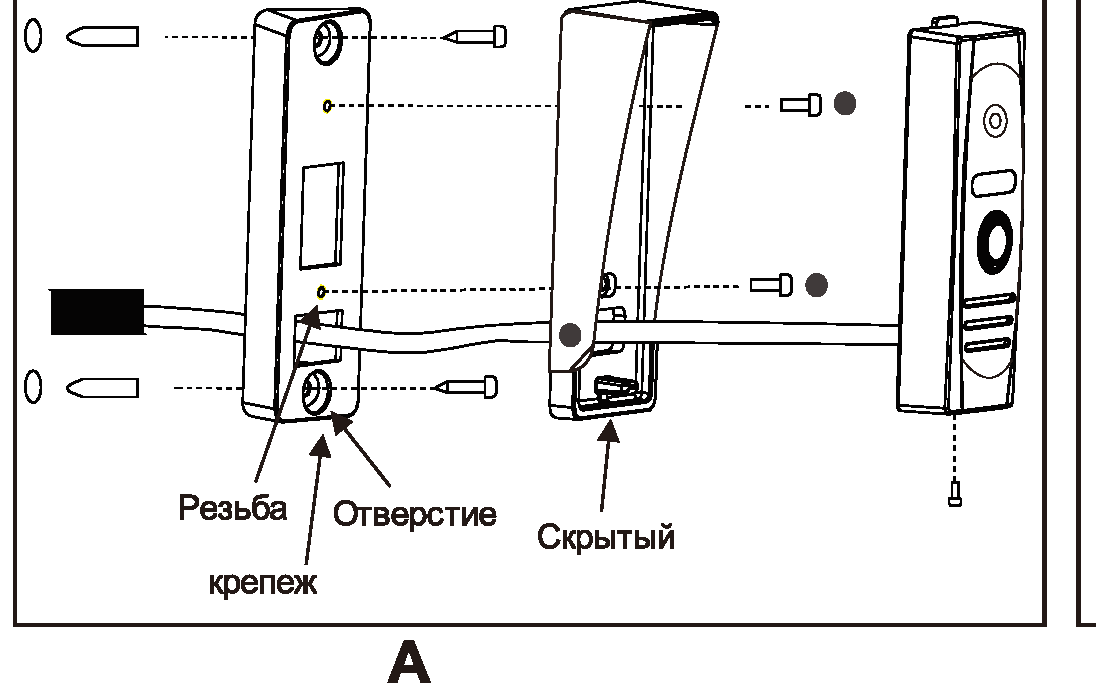 Резьба
Отверстие
Скрытый
крепеж
A